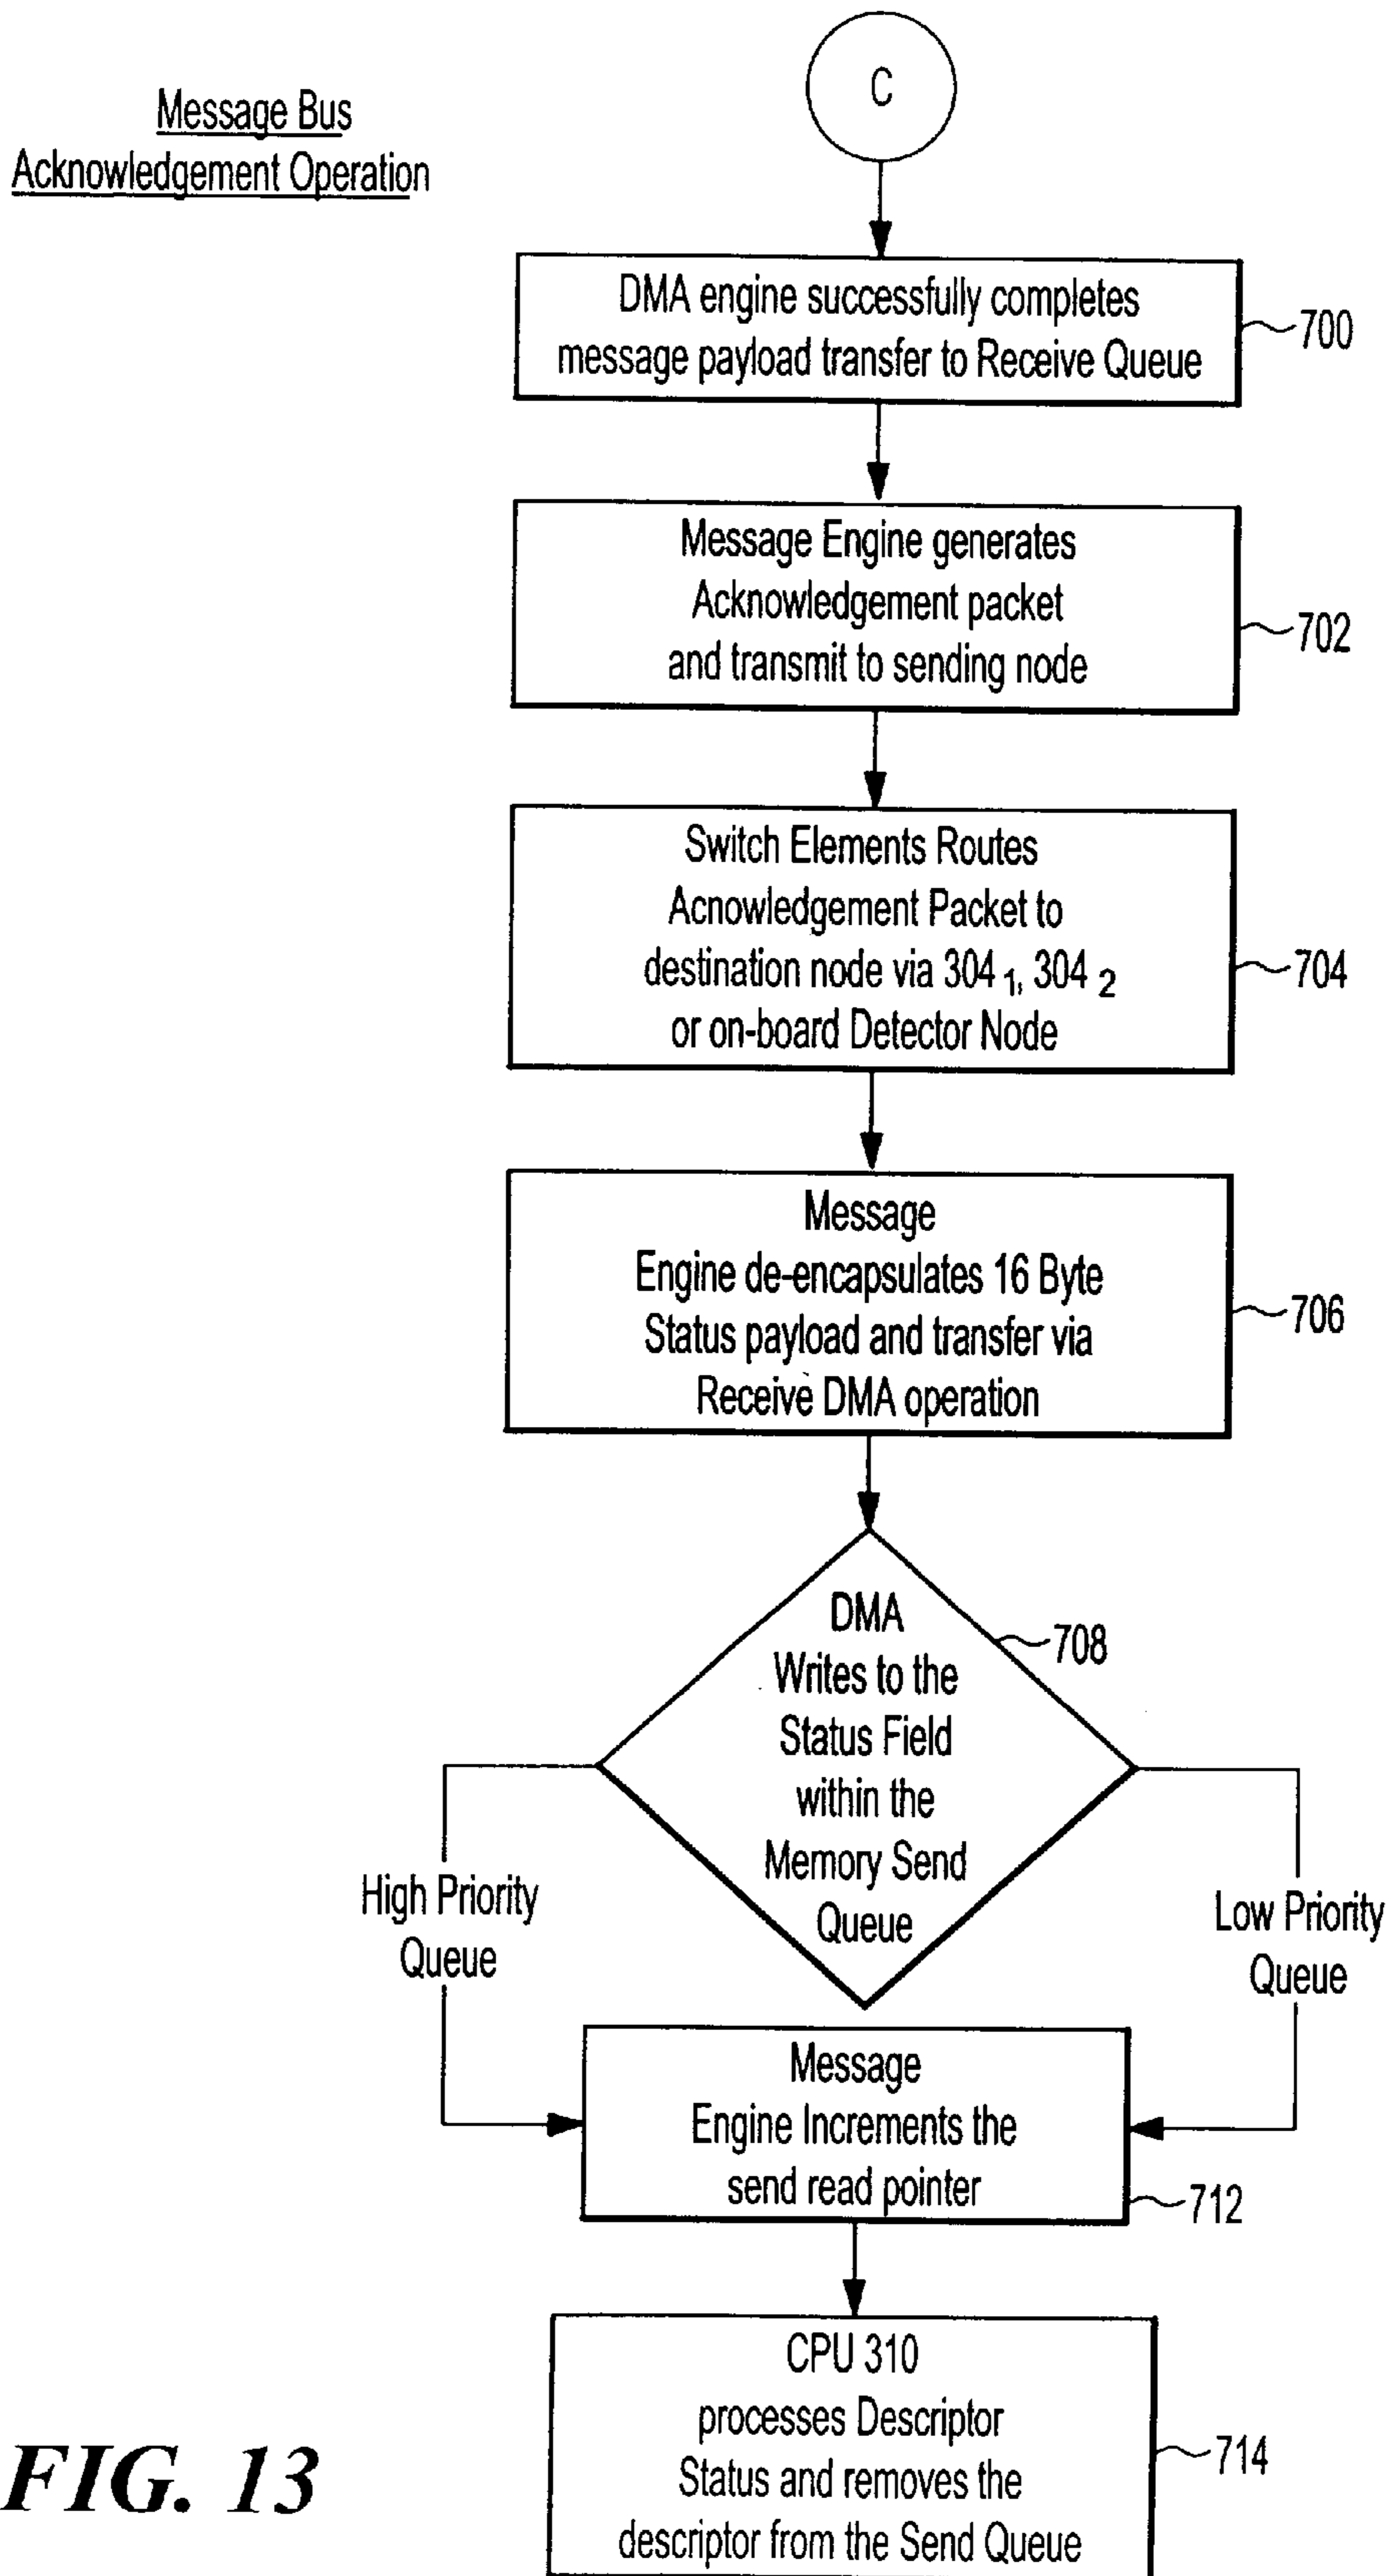 Message Bus
Acknowledgement Operation
C
DMA engine successfully completes
message payload transfer to Receive Queue
700
Message Engine generates
Acknowledgement packet
and transmit to sending node
702
Switch Elements Routes
Acnowledgement Packet to
destination node via 304 1, 304 2
or on-board Detector Node
704
Message
Engine de-encapsulates 16 Byte
Status payload and transfer via
Receive DMA operation
706
DMA
Writes to the
Status Field
within the
Memory Send
Queue
708
High Priority
Queue
Low Priority
Queue
Message
Engine Increments the
send read pointer
712
CPU 310
processes Descriptor
Status and removes the
descriptor from the Send Queue
714
FIG. 13